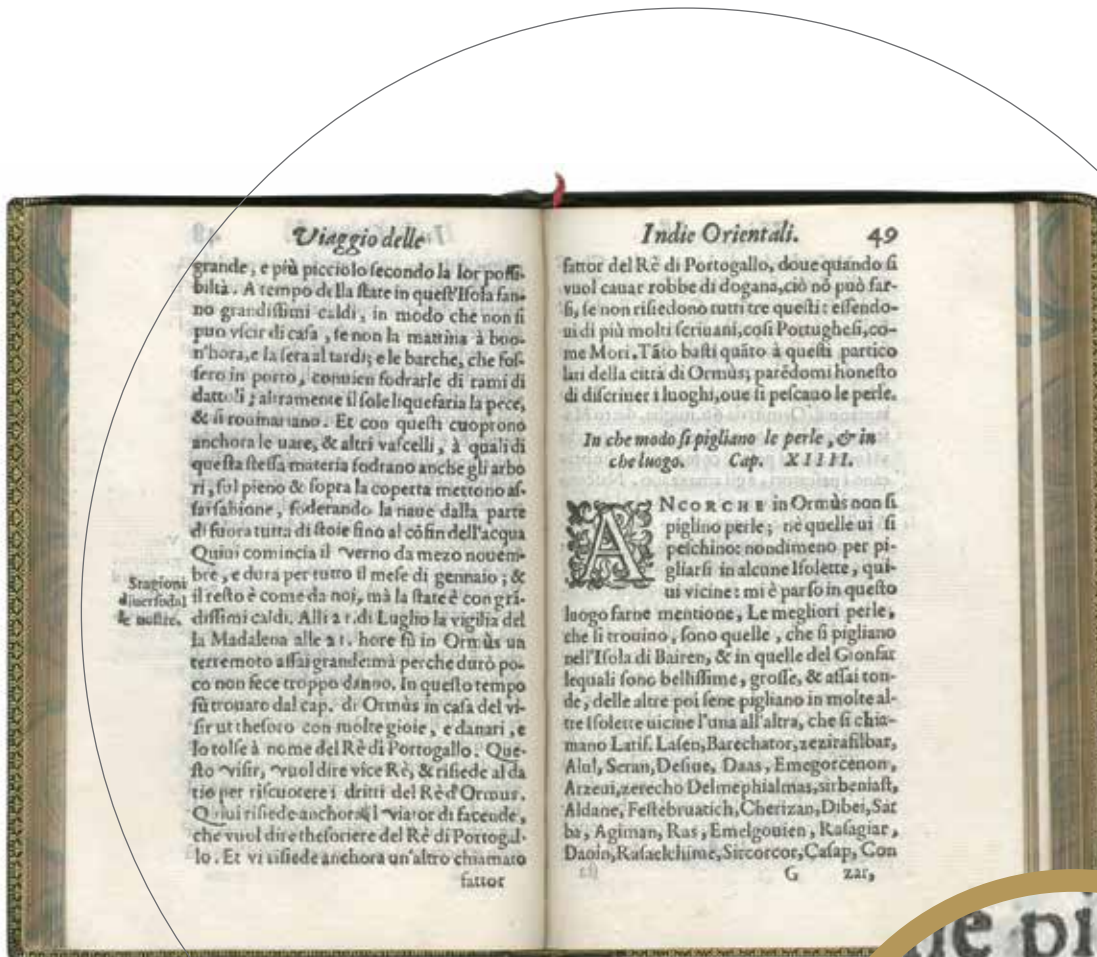 Viaggio delle
grande, e più picciolo ſecondo la lor poſſi-
biltà. A tempo della ſtate in queſt'Iſola fan-
no grandiſſimi caldi, in modo che non ſi
puo vſcir di caſa, ſe non la mattina à buo-
n'hora, e la ſera al tardi; e le barche, che foſ-
ſero in porto, conuien fodrarle di rami di
dattoli; altramente il ſole liquefaria la pece,
& ſi rouinariano. Et con queſti cuoprono
anchora le naue, & altri vaſcelli, à quali di
queſta ſteſſa materia fodrano anche gli arbo
ri, ſul pieno & ſopra la coperta mettono aſ-
ſai ſabione, foderando la naue dalla parte
di fuora tutta di ſtoie fino al cõfin dell'acqua
Quiui comincia il verno da mezo nouem-
bre, e dura per tutto il meſe di gennaio; &
il reſto è come da noi, mà la ſtate è con grã-
diſſimi caldi. Alli 21. di Luglio la vigilia del
la Madalena alle 21. hore fù in Ormùs un
terremoto aſſai grande: mà perche durò po-
co non fece troppo danno. In queſto tempo
fù trouato dal cap. di Ormùs in caſa del vi-
ſir ut theſoro con molte gioie, e danari, e
lo tolſe à nome del Rè di Portogallo. Que-
ſto viſir, vuol dire vice Rè, & riſiede al da
tio per riſcuotere i dritti del Rè d'Ormus.
Quiui riſiede anchora l viator di facende,
che vuol dire theſoriere del Rè di Portogal-
lo. Et vi riſiede anchora un'altro chiamato
fattor
Stagioni
diuerſe dal
le noſtre.
Indie Orientali. 49
fattor del Rè di Portogallo, doue quãndo ſi
vuol cauar robbe di dogana, ciò nõ può far-
ſi, ſe non riſiedono tutti tre queſti: eſſendo-
ui di più molti ſcriuani, coſi Portugheſi, co-
me Mori. Tãto baſti quãto à queſti partico
lari della città di Ormùs; parẽdomi honeſto
di diſcriuer i luoghi, oue ſi peſcauo le perle.
In che modo ſi pigliano le perle, & in
che luogo. Cap. XIIII.
ANCORCHE in Ormùs non ſi
piglino perle; nè quelle ui ſi
peſchino: nondimeno per pi-
gliarſi in alcune Iſolette, qui-
ui vicine: mi è parſo in queſto
luogo farne mentione, Le megliori perle,
che ſi trouino, ſono quelle, che ſi pigliano
nell'Iſola di Bairen, & in quelle del Gionfar
lequali ſono belliſſime, groſſe, & aſſai ton-
de, delle altre poi ſene pigliano in molte al-
tre Iſolette uicine l'una all'altra, che ſi chia-
mano Latif. Laſen, Barechator, zezirafilbar,
Alul, Seran, Deſiue, Daas, Emegorcenon,
Arzeui, zerecho Delmephialmas, sirbeniaſt,
Aldane, Feſtebruatich, Cherizan, Dibei, Sar
ba, Agiman, Ras, Emelgouien, Raſagiar,
Daoin, Raſaelchime, Sircorcor, Caſap, Con
G zar,
ne pi